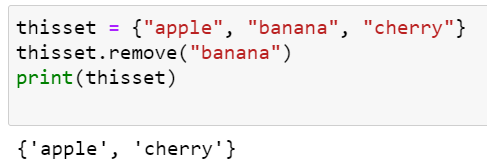 thisset = {"apple", "banana", "cherry"}
thisset.remove("banana")
print(thisset)
{'apple', 'cherry'}